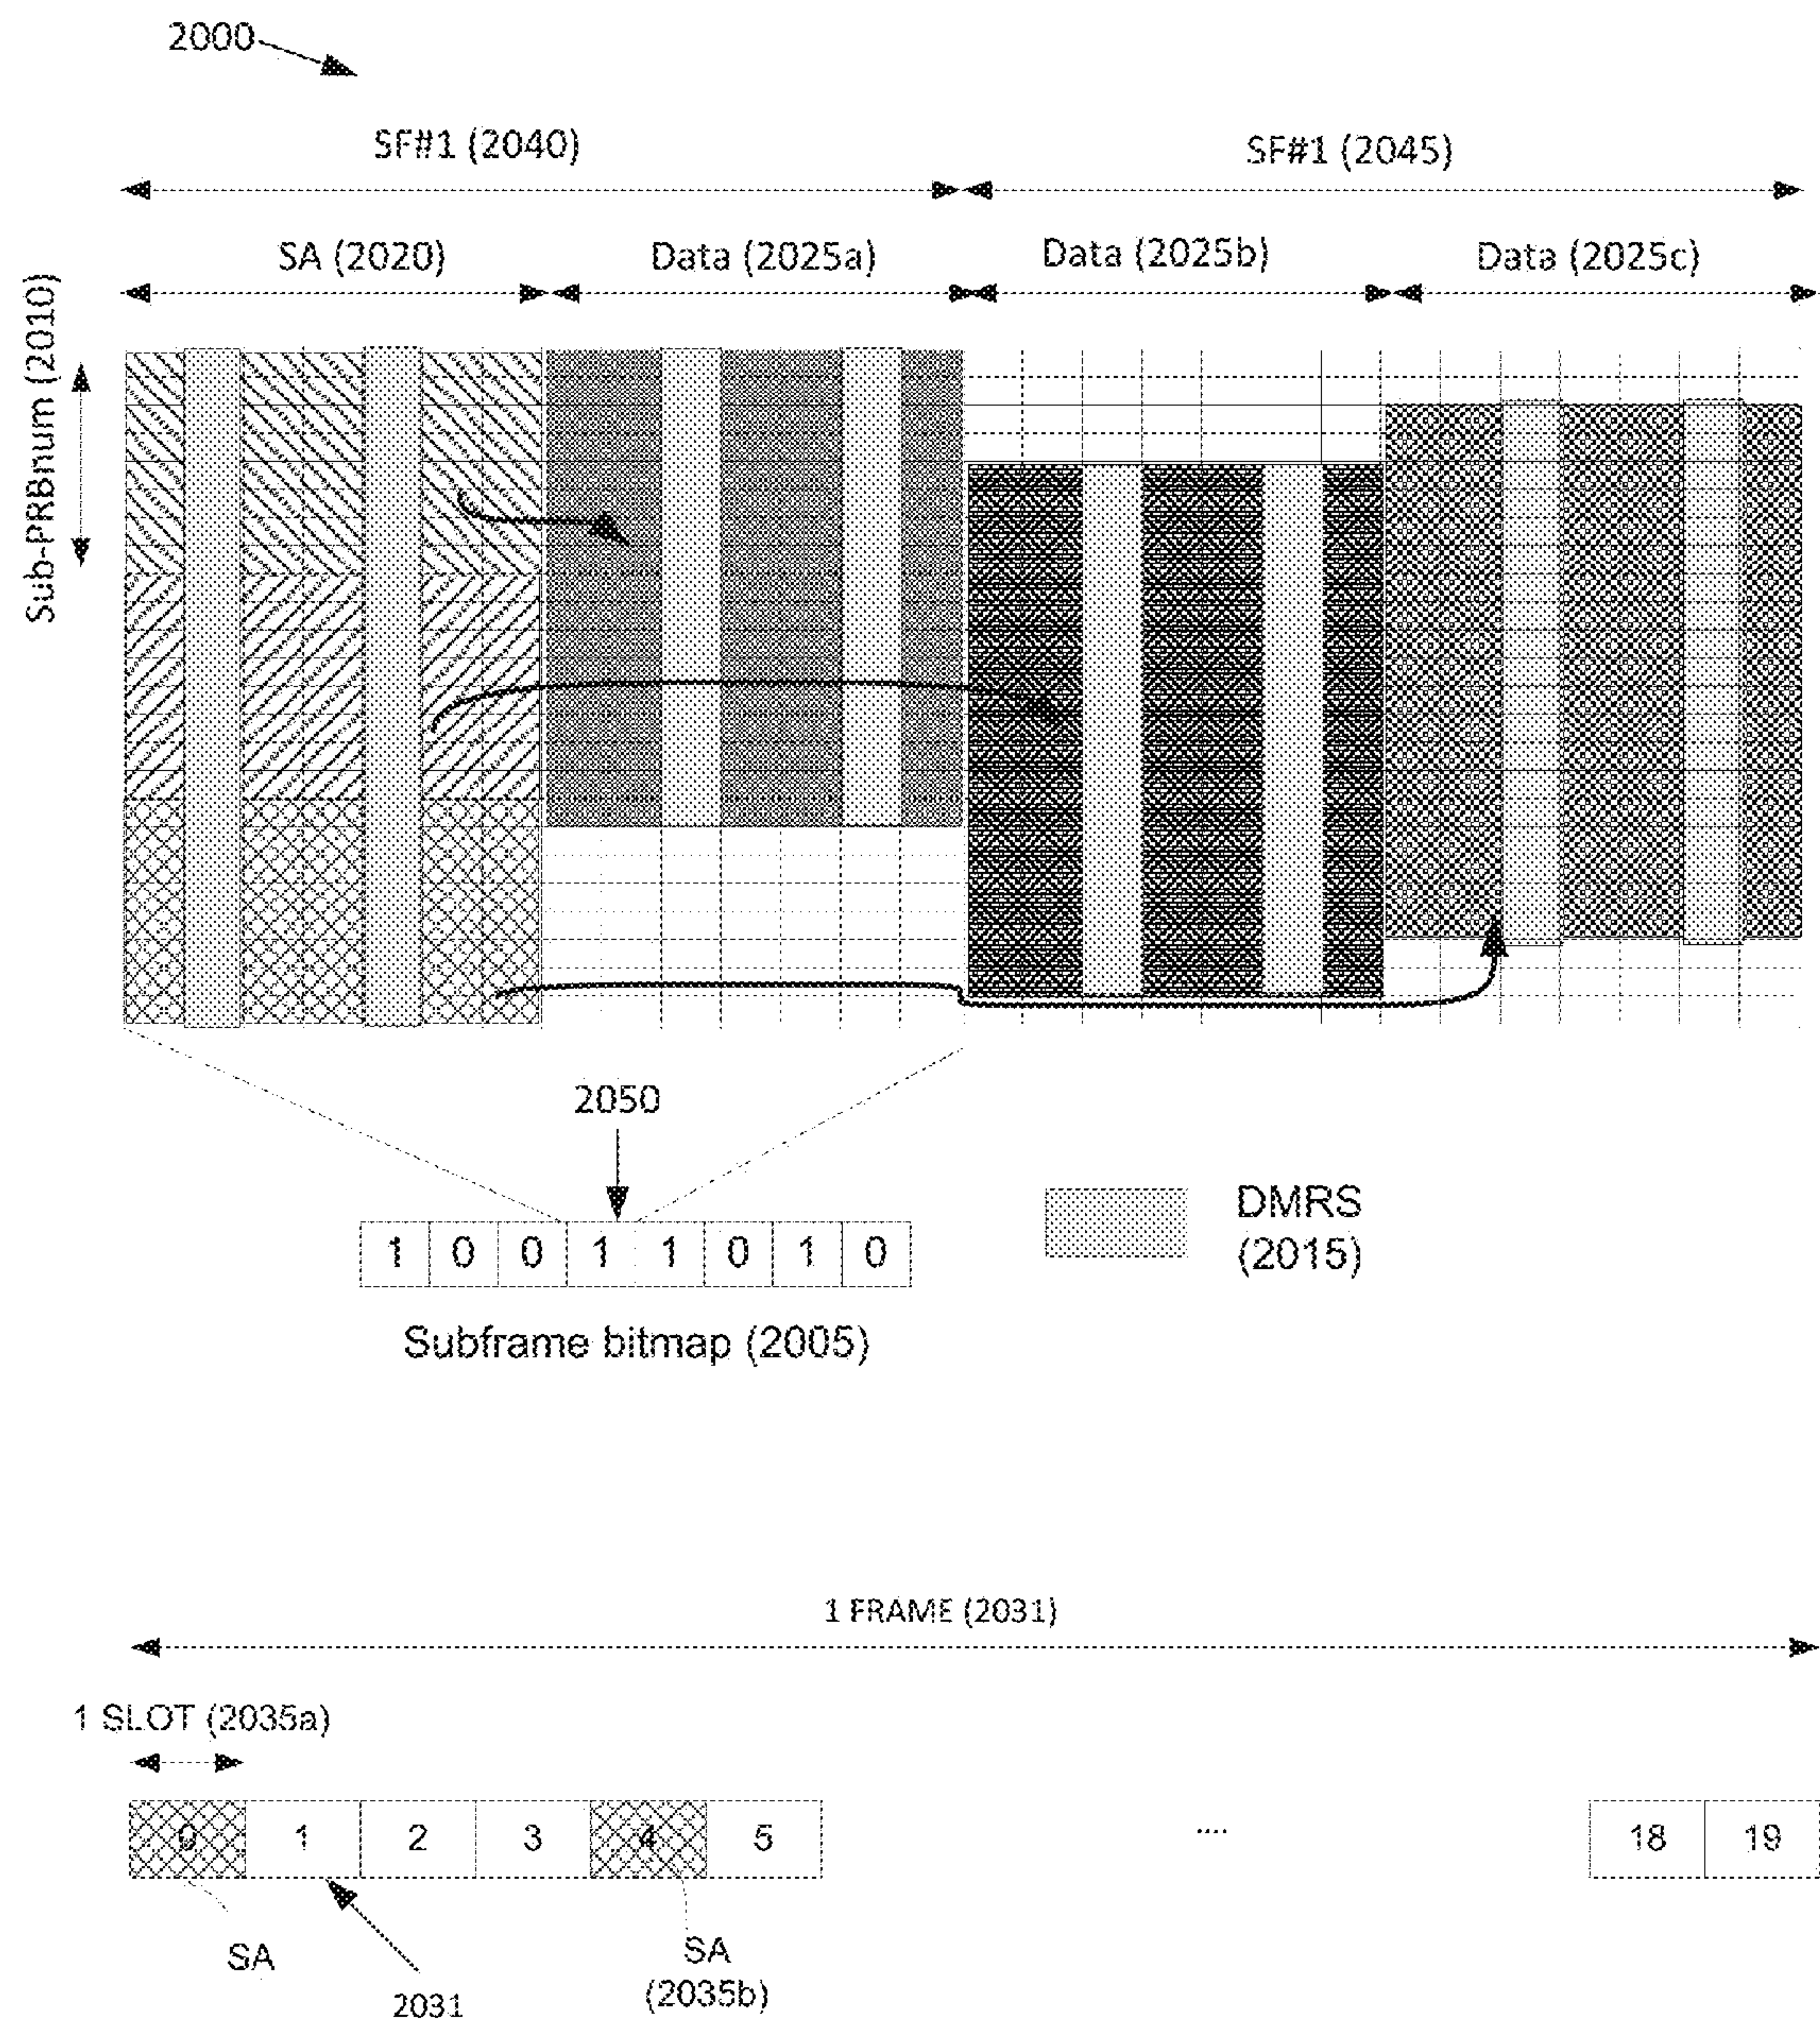 2000
SF#1 (2040)
SF#1 (2045)
SA (2020)
Data (2025a)
Data (2025b)
Data (2025c)
Sub-PRBnum (2010)
2050
1 0 0 1 1 0 1 0
Subframe bitmap (2005)
DMRS
(2015)
1 FRAME (2031)
1 SLOT (2035a)
0 1 2 3 4 5 .... 18 19
SA
2031
SA
(2035b)